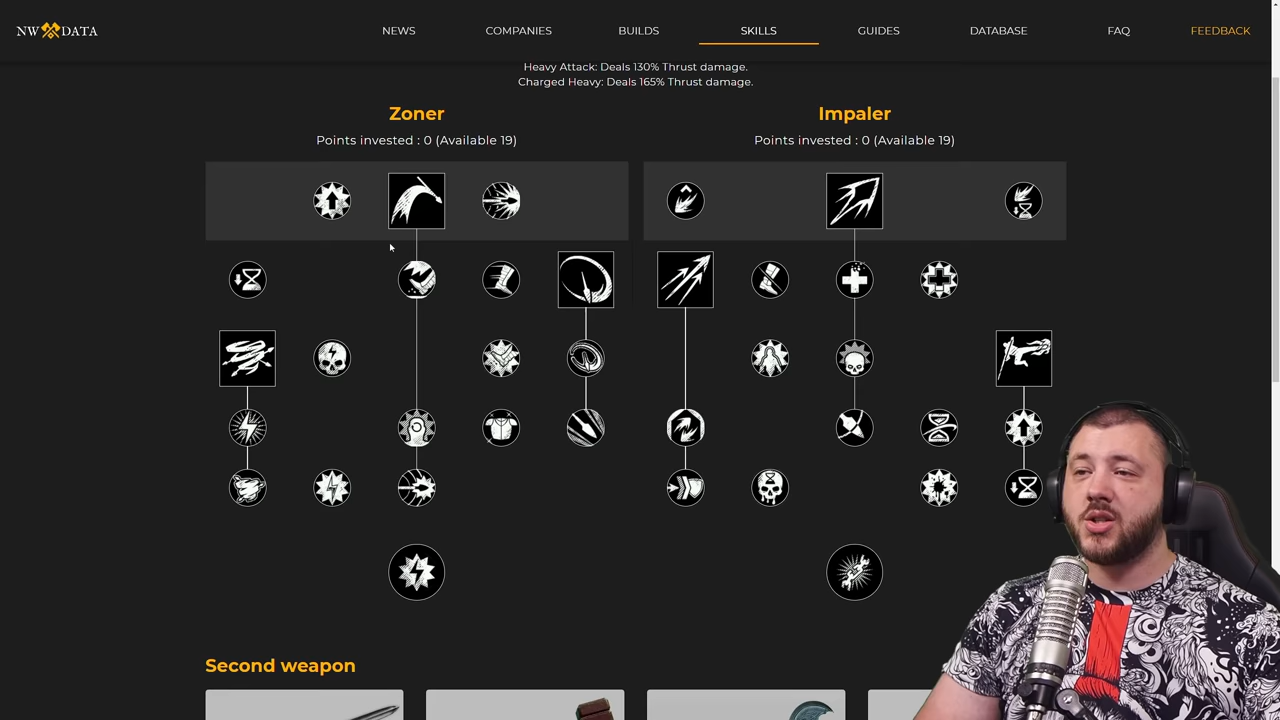 NW DATA
NEWS
COMPANIES
BUILDS
SKILLS
GUIDES
DATABASE
FAQ
FEEDBACK
Heavy Attack: Deals 130% Thrust damage.
Charged Heavy: Deals 165% Thrust damage.
Zoner
Points invested : 0 (Available 19)
Impaler
Points invested : 0 (Available 19)
Second weapon